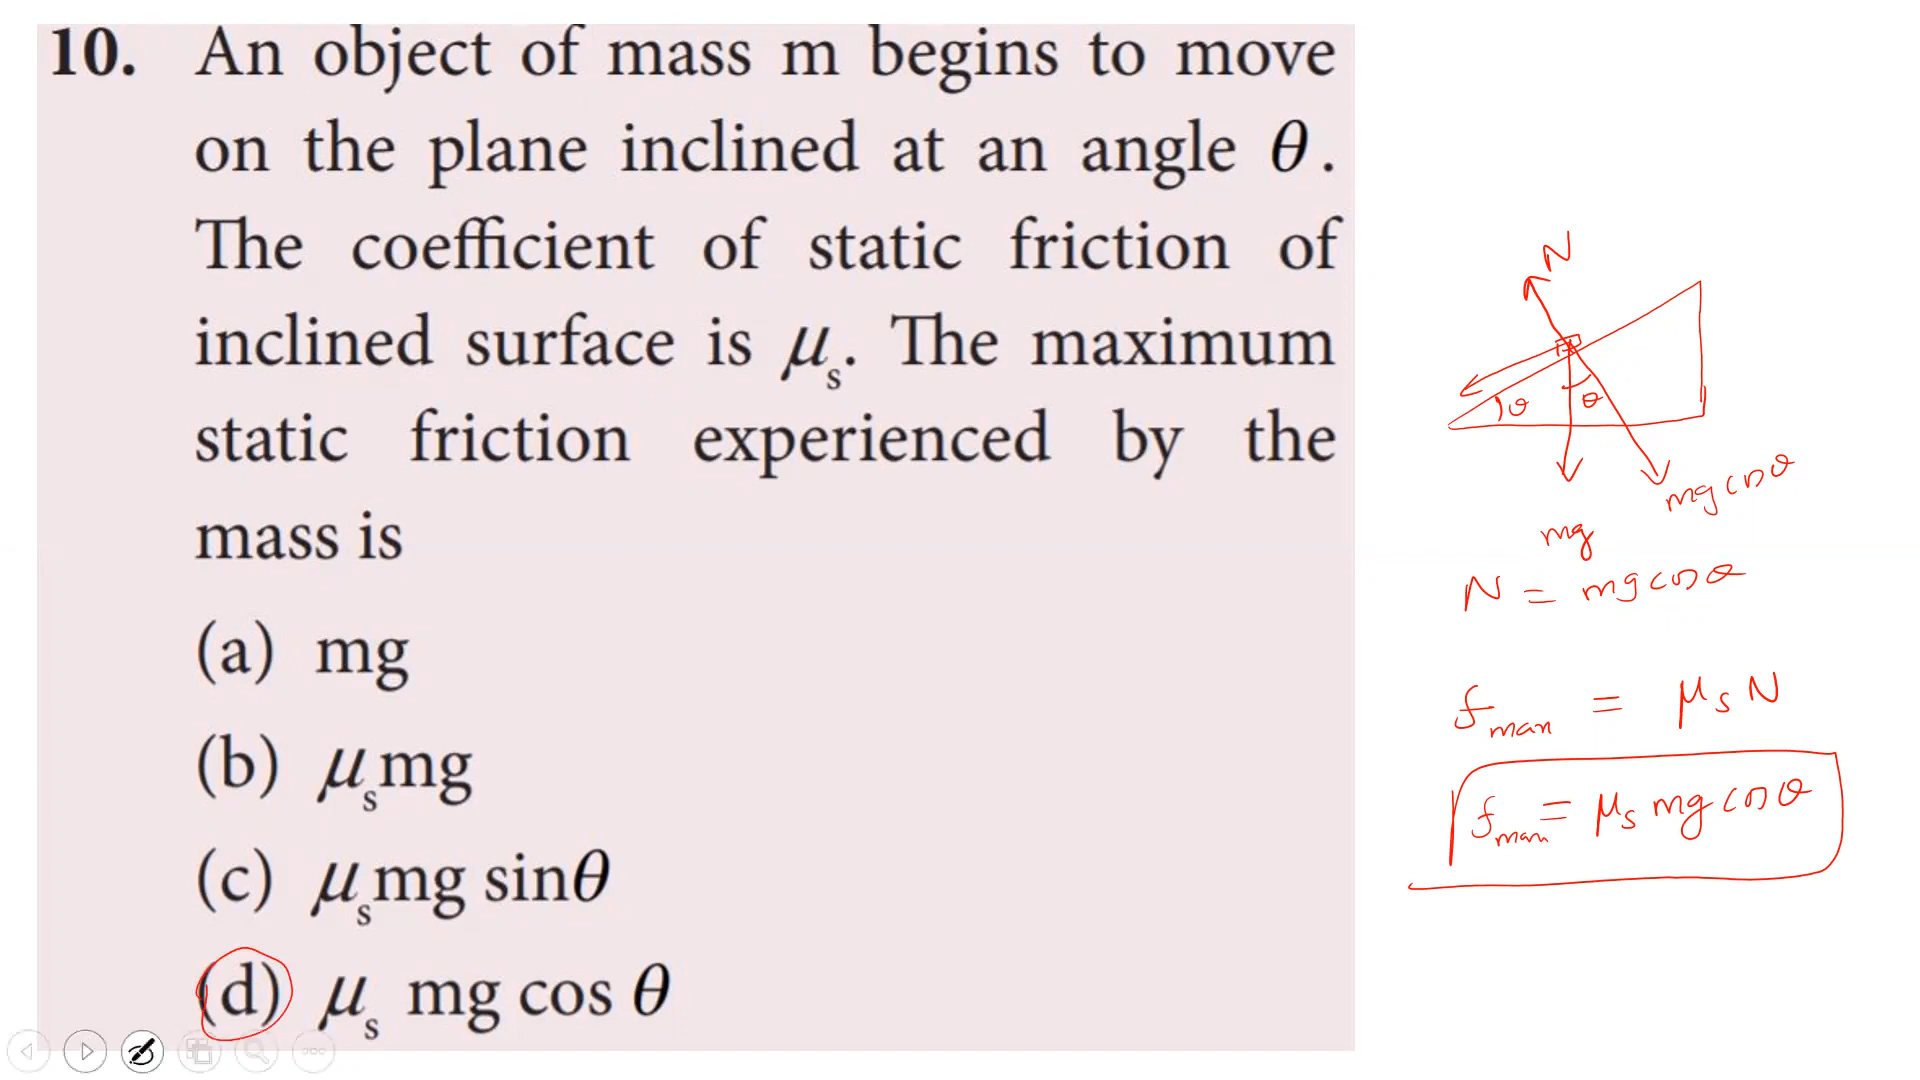 10. An object of mass m begins to move
on the plane inclined at an angle θ.
The coefficient of static friction of
inclined surface is μs. The maximum
static friction experienced by the
mass is
(a) mg
(b) μsmg
(c) μsmg sinθ
(d) μs mg cos θ
N
θ
θ
mg cosθ
mg
N = mg cosθ
fmax = μs N
fmax = μs mg cosθ